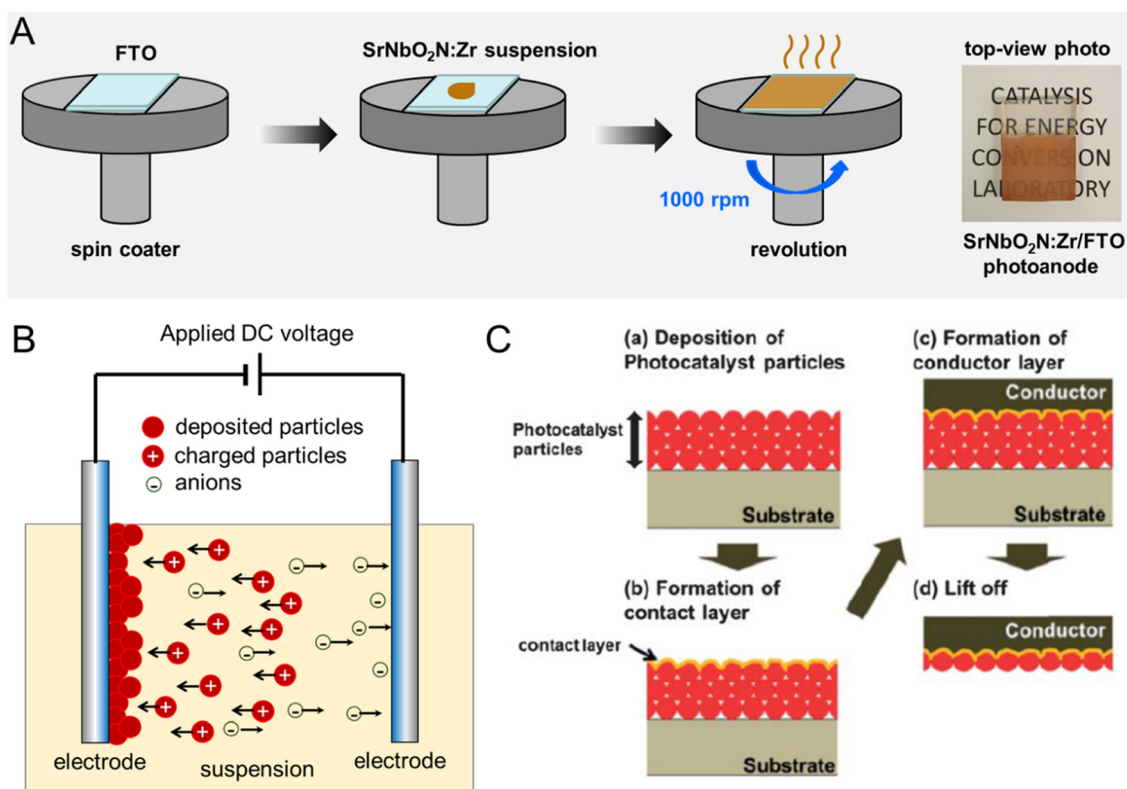 A
FTO
SrNbO₂N:Zr suspension
1000 rpm
spin coater
revolution
top-view photo
CATALYSIS
FOR ENERGY
CONVERSION
LABORATORY
SrNbO₂N:Zr/FTO
photoanode
B
Applied DC voltage
deposited particles
+ charged particles
- anions
electrode
suspension
electrode
C
(a) Deposition of
Photocatalyst particles
Photocatalyst
particles
Substrate
(b) Formation of
contact layer
contact layer
Substrate
(c) Formation of
conductor layer
Conductor
Substrate
(d) Lift off
Conductor